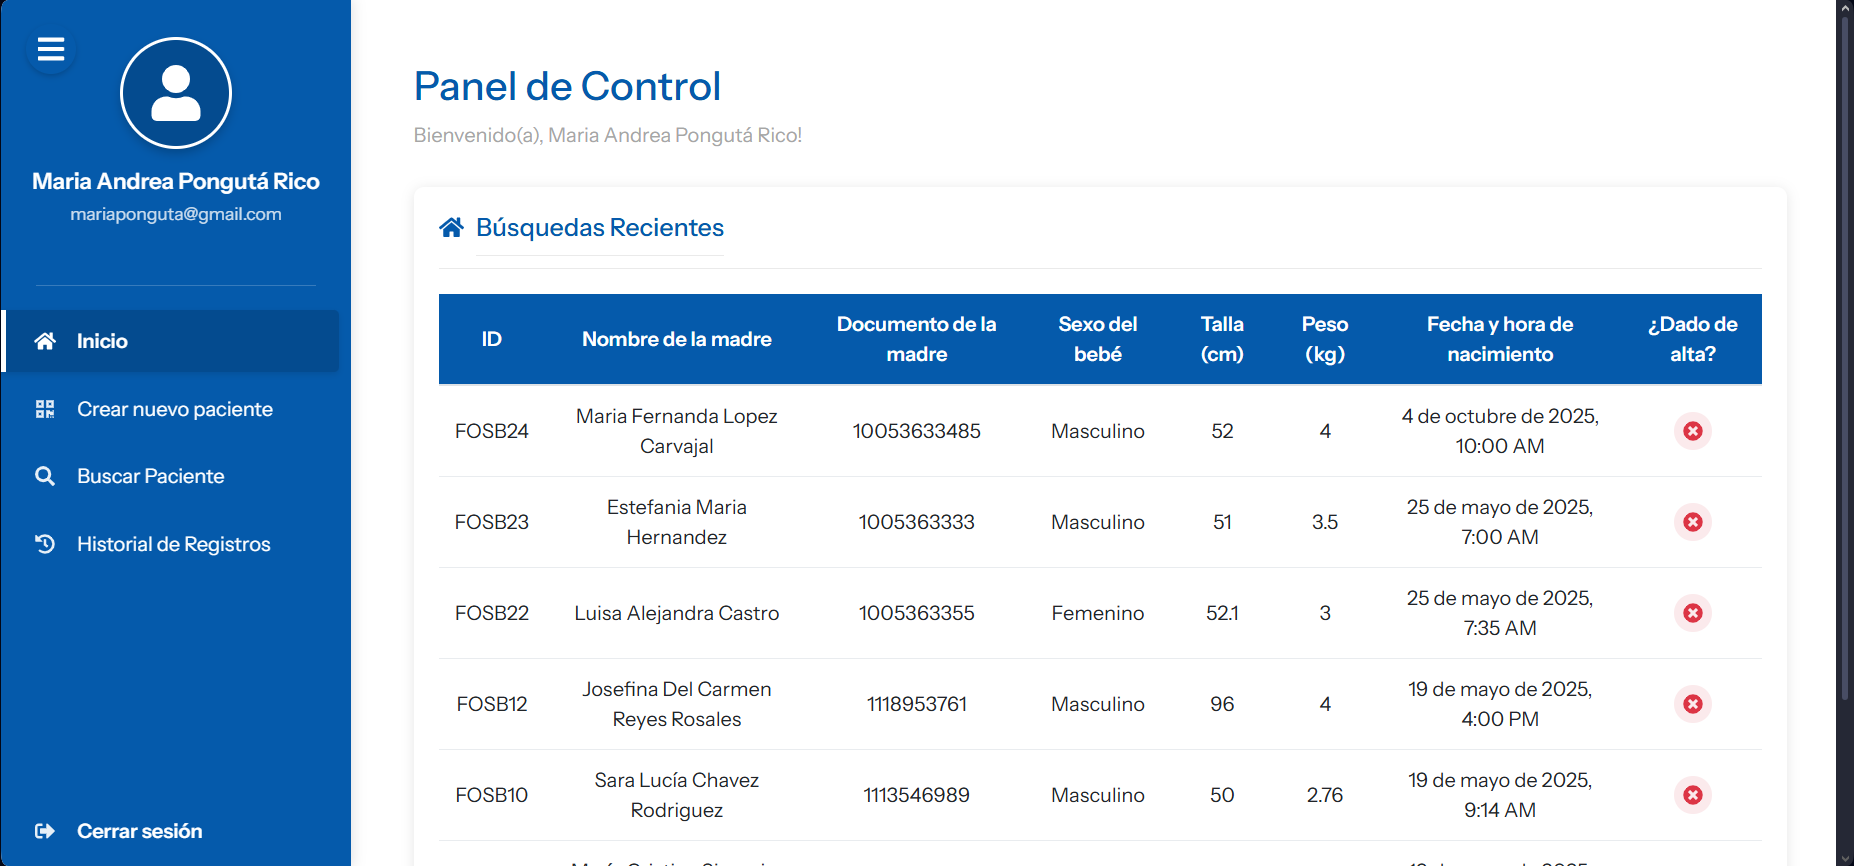 Maria Andrea Pongutá Rico
mariaponguta@gmail.com
Inicio
Crear nuevo paciente
Buscar Paciente
Historial de Registros
Cerrar sesión
Panel de Control
Bienvenido(a), Maria Andrea Pongutá Rico!
Búsquedas Recientes
ID
Nombre de la madre
Documento de la
madre
Sexo del
bebé
Talla
(cm)
Peso
(kg)
Fecha y hora de
nacimiento
¿Dado de
alta?
FOSB24
Maria Fernanda Lopez
Carvajal
10053633485
Masculino
52
4
4 de octubre de 2025,
10:00 AM
FOSB23
Estefania Maria
Hernandez
1005363333
Masculino
51
3.5
25 de mayo de 2025,
7:00 AM
FOSB22
Luisa Alejandra Castro
1005363355
Femenino
52.1
3
25 de mayo de 2025,
7:35 AM
FOSB12
Josefina Del Carmen
Reyes Rosales
1118953761
Masculino
96
4
19 de mayo de 2025,
4:00 PM
FOSB10
Sara Lucía Chavez
Rodriguez
1113546989
Masculino
50
2.76
19 de mayo de 2025,
9:14 AM